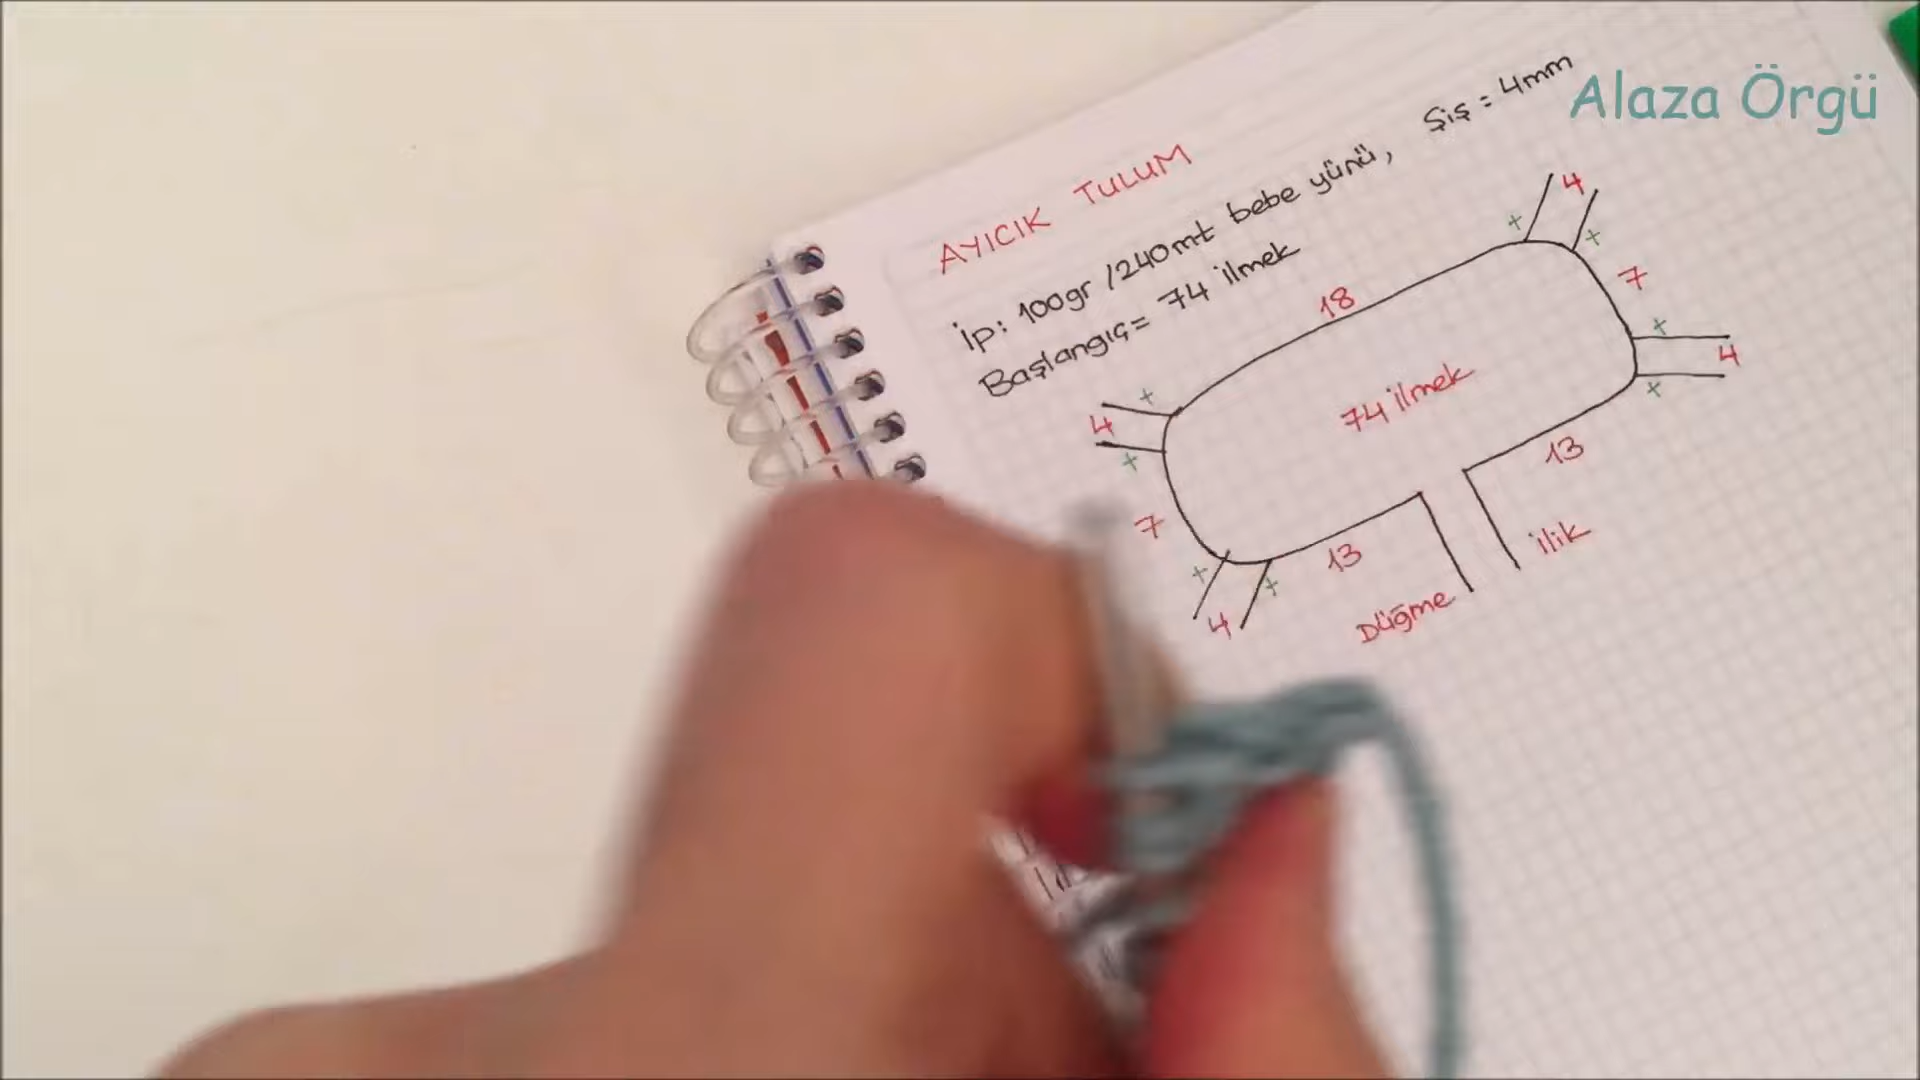 Alaza Örgü
AYICIK TULUM
İp: 100gr /240mt bebe yünü, Şiş = 4mm
Başlangıç = 74 ilmek
4
+ +
18
7
+
4
+
4
+
+
74 ilmek
13
7
13
ilik
+ +
4
Düğme